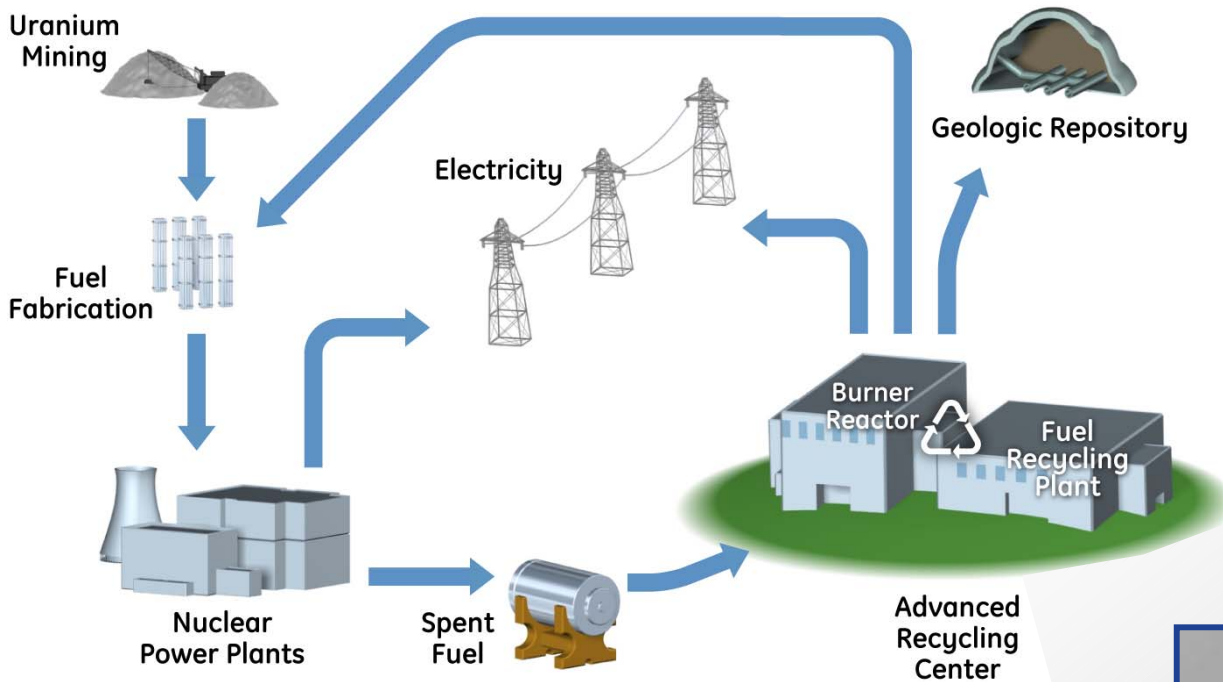 Uranium
Mining
Geologic Repository
Electricity
Fuel
Fabrication
Burner
Reactor
Fuel
Recycling
Plant
Nuclear
Power Plants
Spent
Fuel
Advanced
Recycling
Center